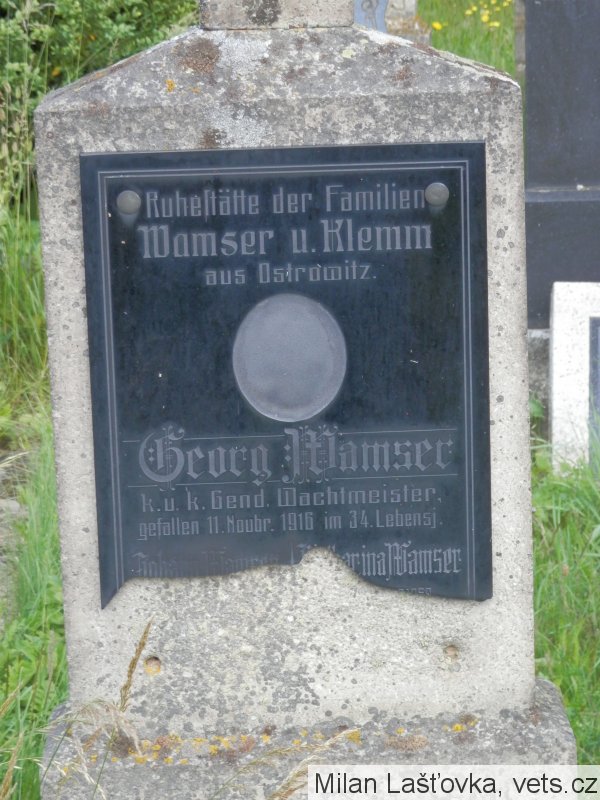 Ruhestätte der Familien
Wamser u. Klemm
aus Ostrowitz.
Georg Wamser
k. u. k. Gend. Wachtmeister,
gefallen 11. Novbr. 1916 im 34. Lebensj.
Wamser
Milan Lašťovka, vets.cz